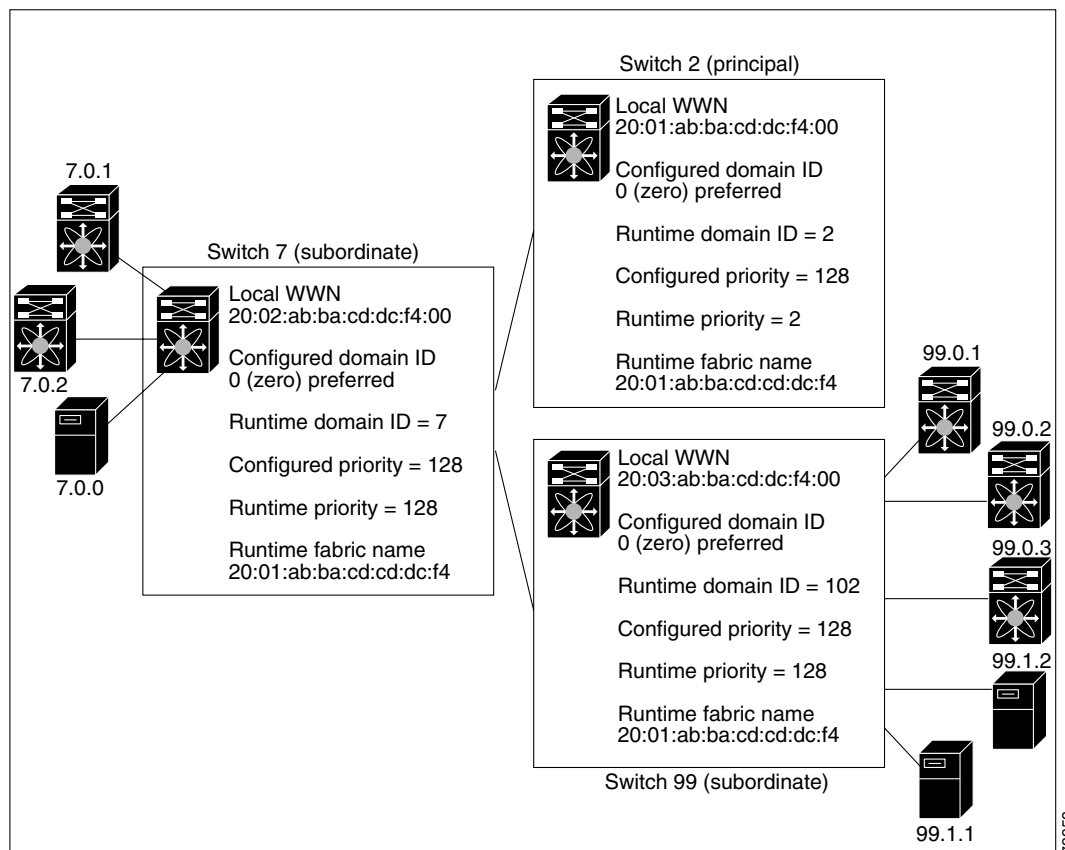 Switch 2 (principal)
Local WWN
20:01:ab:ba:cd:dc:f4:00
Configured domain ID
0 (zero) preferred
Runtime domain ID = 2
Configured priority = 128
Runtime priority = 2
Runtime fabric name
20:01:ab:ba:cd:cd:dc:f4
7.0.1
7.0.2
7.0.0
Switch 7 (subordinate)
Local WWN
20:02:ab:ba:cd:dc:f4:00
Configured domain ID
0 (zero) preferred
Runtime domain ID = 7
Configured priority = 128
Runtime priority = 128
Runtime fabric name
20:01:ab:ba:cd:cd:dc:f4
Local WWN
20:03:ab:ba:cd:dc:f4:00
Configured domain ID
0 (zero) preferred
Runtime domain ID = 102
Configured priority = 128
Runtime priority = 128
Runtime fabric name
20:01:ab:ba:cd:cd:dc:f4
Switch 99 (subordinate)
99.0.1
99.0.2
99.0.3
99.1.2
99.1.1